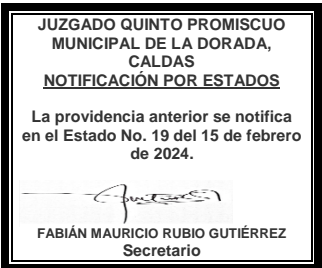 JUZGADO QUINTO PROMISCUO
MUNICIPAL DE LA DORADA,
CALDAS
NOTIFICACIÓN POR ESTADOS
La providencia anterior se notifica
en el Estado No. 19 del 15 de febrero
de 2024.
FABIÁN MAURICIO RUBIO GUTIÉRREZ
Secretario